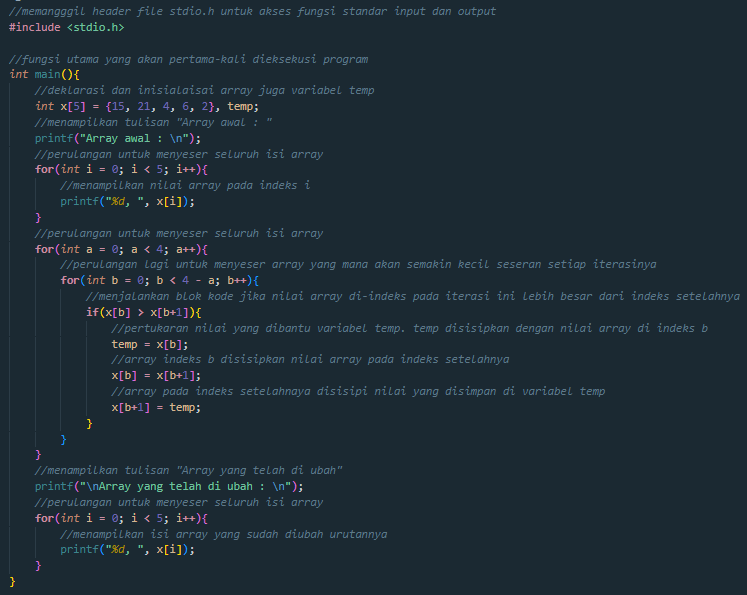 //memangggil header file stdio.h untuk akses fungsi standar input dan output
#include <stdio.h>
//fungsi utama yang akan pertama-kali dieksekusi program
int main(){
//deklarasi dan inisialaisai array juga variabel temp
int x[5] = {15, 21, 4, 6, 2}, temp;
//menampilkan tulisan "Array awal : "
printf("Array awal : \n");
//perulangan untuk menyeser seluruh isi array
for(int i = 0; i < 5; i++){
//menampilkan nilai array pada indeks i
printf("%d, ", x[i]);
}
//perulangan untuk menyeser seluruh isi array
for(int a = 0; a < 4; a++){
//perulangan lagi untuk menyeser array yang mana akan semakin kecil seseran setiap iterasinya
for(int b = 0; b < 4 - a; b++){
//menjalankan blok kode jika nilai array di-indeks pada iterasi ini lebih besar dari indeks setelahnya
if(x[b] > x[b+1]){
//pertukaran nilai yang dibantu variabel temp. temp disisipkan dengan nilai array di indeks b
temp = x[b];
//array indeks b disisipkan nilai array pada indeks setelahnya
x[b] = x[b+1];
//array pada indeks setelahnaya disisipi nilai yang disimpan di variabel temp
x[b+1] = temp;
}
}
}
//menampilkan tulisan "Array yang telah di ubah"
printf("\nArray yang telah di ubah : \n");
//perulangan untuk menyeser seluruh isi array
for(int i = 0; i < 5; i++){
//menampilkan isi array yang sudah diubah urutannya
printf("%d, ", x[i]);
}
}